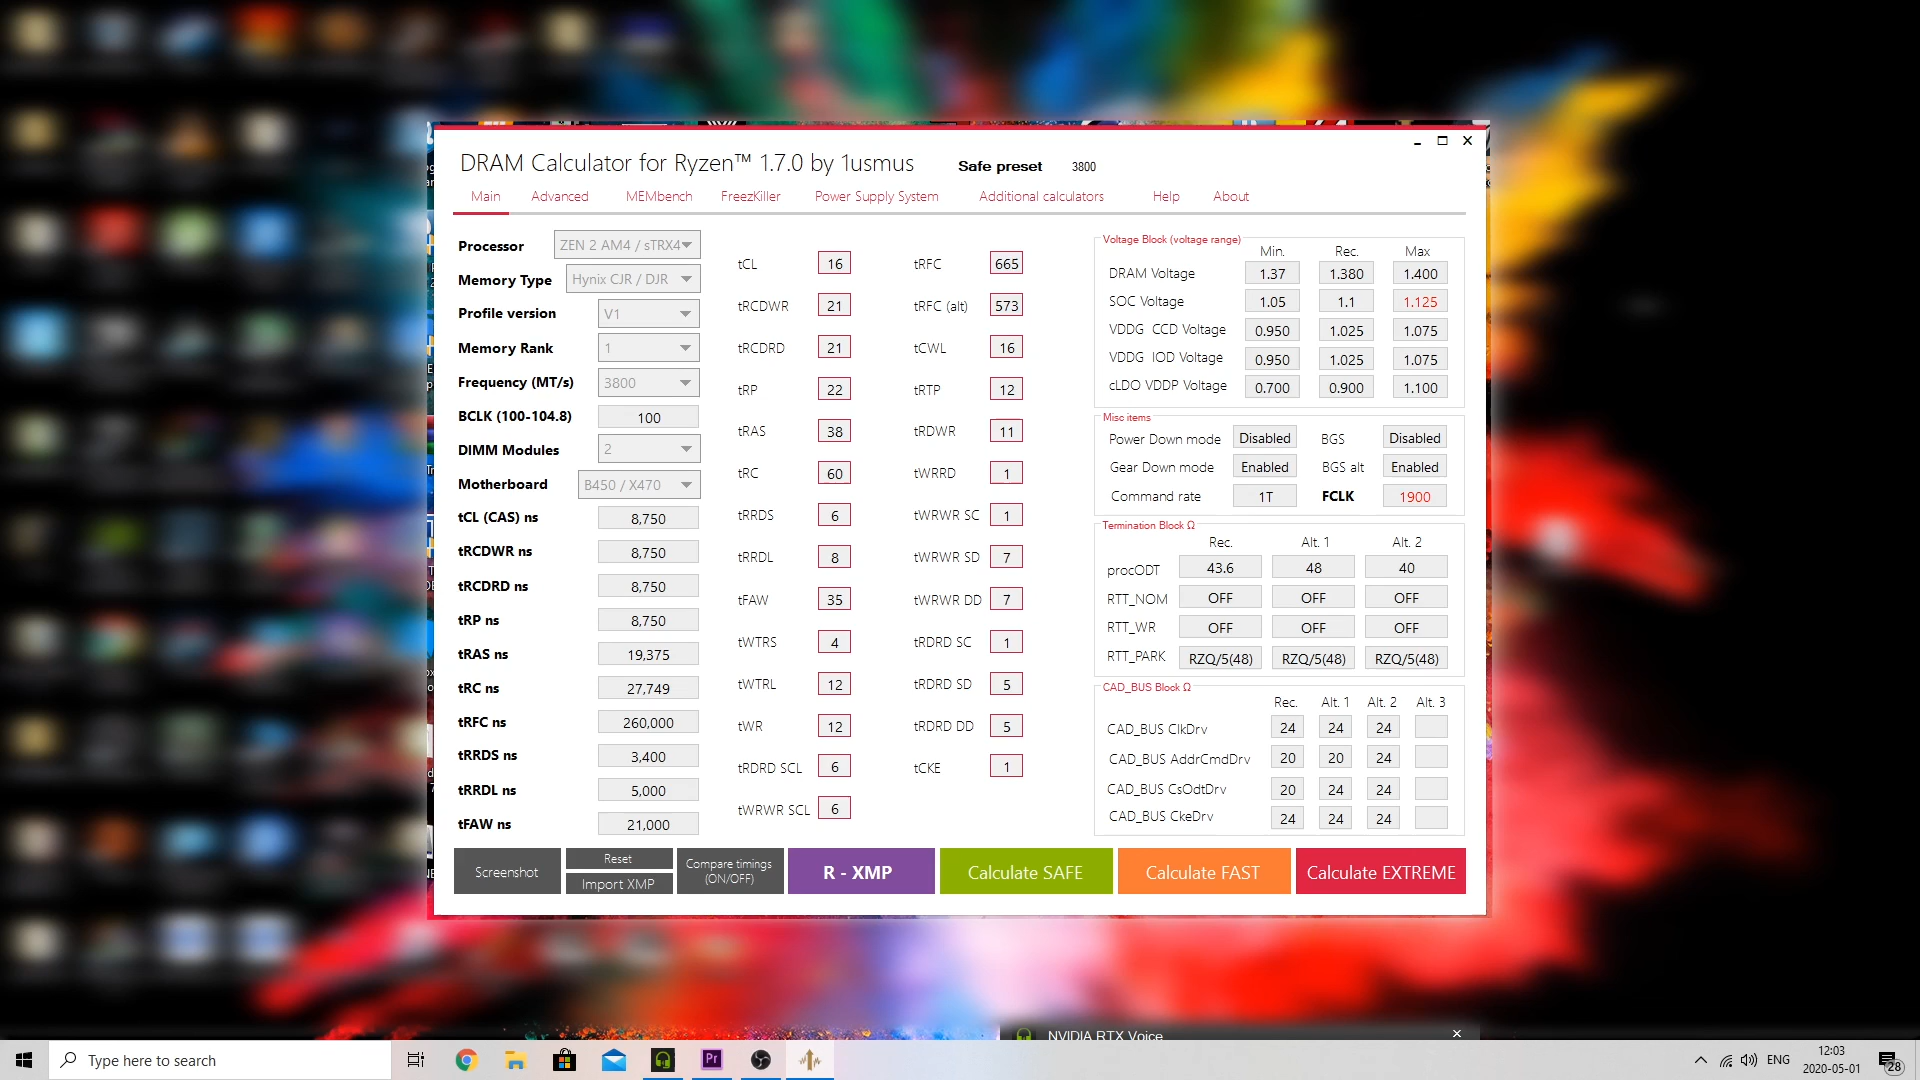 DRAM Calculator for Ryzen™ 1.7.0 by 1usmus Safe preset 3800
Main Advanced MEMbench FreezKiller Power Supply System Additional calculators Help About
Processor ZEN 2 AM4 / sTRX4
Memory Type Hynix CJR / DJR
Profile version V1
Memory Rank 1
Frequency (MT/s) 3800
BCLK (100-104.8) 100
DIMM Modules 2
Motherboard B450 / X470
tCL (CAS) ns 8,750
tRCDWR ns 8,750
tRCDRD ns 8,750
tRP ns 8,750
tRAS ns 19,375
tRC ns 27,749
tRFC ns 260,000
tRRDS ns 3,400
tRRDL ns 5,000
tFAW ns 21,000
tCL 16
tRCDWR 21
tRCDRD 21
tRP 22
tRAS 38
tRC 60
tRRDS 6
tRRDL 8
tFAW 35
tWTRS 4
tWTRL 12
tWR 12
tRDRD SCL 6
tWRWR SCL 6
tRFC 665
tRFC (alt) 573
tCWL 16
tRTP 12
tRDWR 11
tWRRD 1
tWRWR SC 1
tWRWR SD 7
tWRWR DD 7
tRDRD SC 1
tRDRD SD 5
tRDRD DD 5
tCKE 1
Voltage Block (voltage range)
Min. Rec. Max
DRAM Voltage 1.37 1.380 1.400
SOC Voltage 1.05 1.1 1.125
VDDG CCD Voltage 0.950 1.025 1.075
VDDG IOD Voltage 0.950 1.025 1.075
cLDO VDDP Voltage 0.700 0.900 1.100
Misc items
Power Down mode Disabled BGS Disabled
Gear Down mode Enabled BGS alt Enabled
Command rate 1T FCLK 1900
Termination Block Ω
Rec. Alt. 1 Alt. 2
procODT 43.6 48 40
RTT_NOM OFF OFF OFF
RTT_WR OFF OFF OFF
RTT_PARK RZQ/5(48) RZQ/5(48) RZQ/5(48)
CAD_BUS Block Ω
Rec. Alt. 1 Alt. 2 Alt. 3
CAD_BUS ClkDrv 24 24 24
CAD_BUS AddrCmdDrv 20 20 24
CAD_BUS CsOdtDrv 20 24 24
CAD_BUS CkeDrv 24 24 24
Screenshot
Reset
Import XMP
Compare timings
(ON/OFF)
R - XMP
Calculate SAFE
Calculate FAST
Calculate EXTREME
NVIDIA RTX Voice
Type here to search
Pr
ENG
12:03
2020-05-01
28